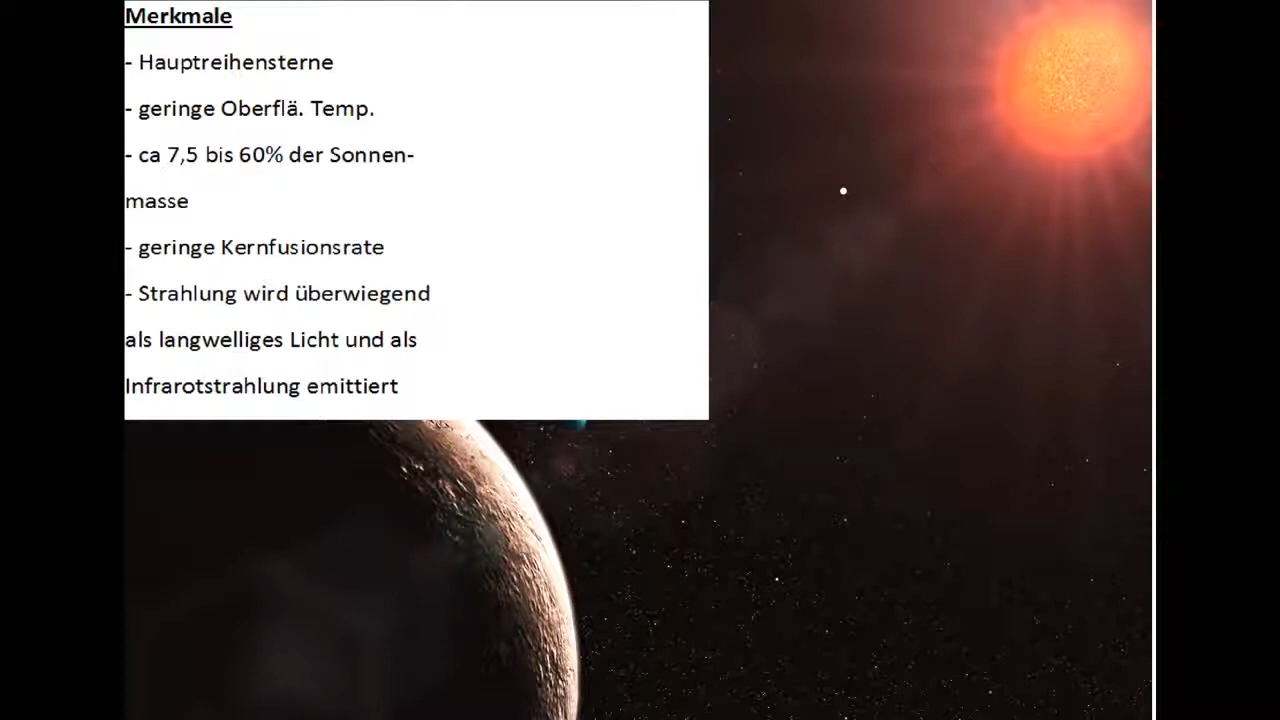 Merkmale
- Hauptreihensterne
- geringe Oberflä. Temp.
- ca 7,5 bis 60% der Sonnen-
masse
- geringe Kernfusionsrate
- Strahlung wird überwiegend
als langwelliges Licht und als
Infrarotstrahlung emittiert